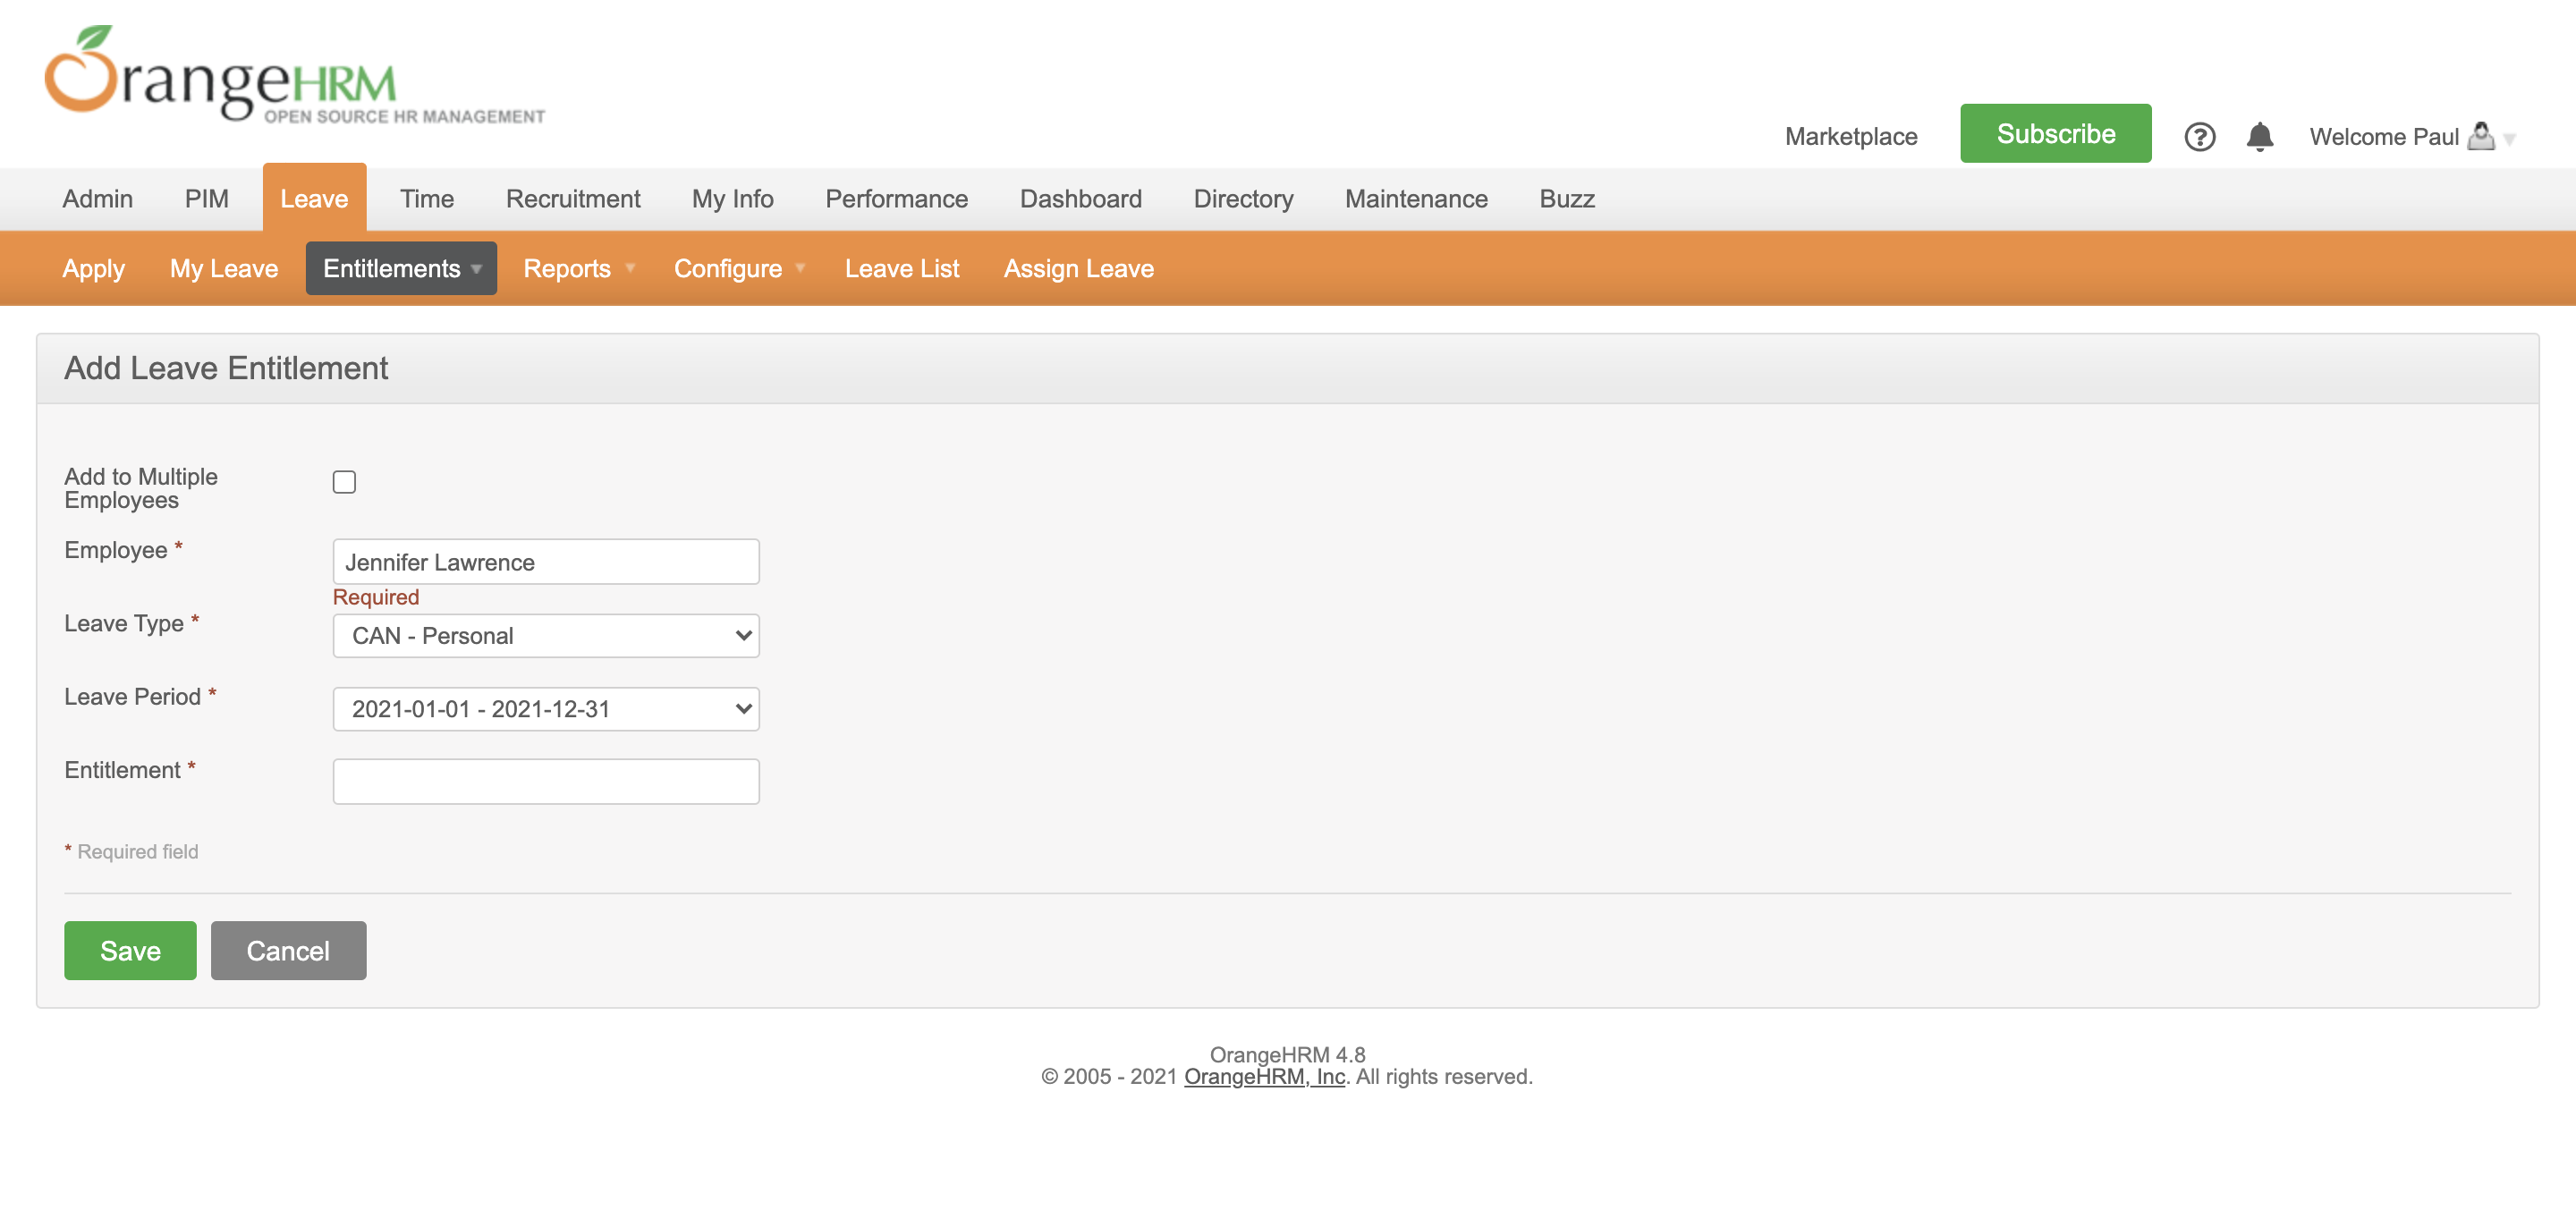 OrangeHRM
OPEN SOURCE HR MANAGEMENT
Marketplace Subscribe Welcome Paul
Admin PIM Leave Time Recruitment My Info Performance Dashboard Directory Maintenance Buzz
Apply My Leave Entitlements Reports Configure Leave List Assign Leave
Add Leave Entitlement
Add to Multiple
Employees
Employee *
Jennifer Lawrence
Required
Leave Type *
CAN - Personal
Leave Period *
2021-01-01 - 2021-12-31
Entitlement *
* Required field
Save Cancel
OrangeHRM 4.8
© 2005 - 2021 OrangeHRM, Inc. All rights reserved.